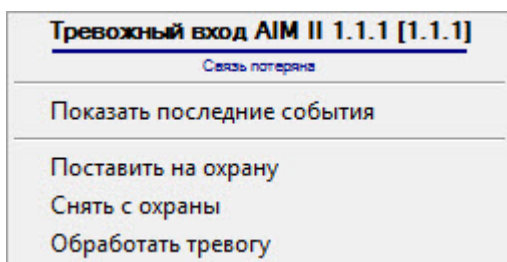 Тревожный вход AIM II 1.1.1 [1.1.1]
Связь потеряна
Показать последние события
Поставить на охрану
Снять с охраны
Обработать тревогу